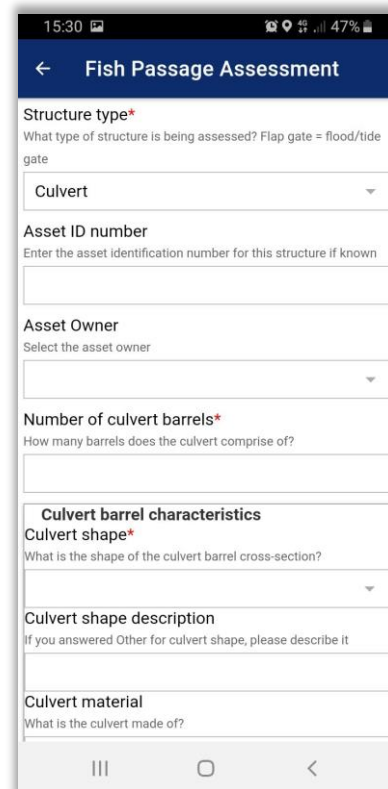 15:30 47%
Fish Passage Assessment
Structure type*
What type of structure is being assessed? Flap gate = flood/tide
gate
Culvert
Asset ID number
Enter the asset identification number for this structure if known
Asset Owner
Select the asset owner
Number of culvert barrels*
How many barrels does the culvert comprise of?
Culvert barrel characteristics
Culvert shape*
What is the shape of the culvert barrel cross-section?
Culvert shape description
If you answered Other for culvert shape, please describe it
Culvert material
What is the culvert made of?